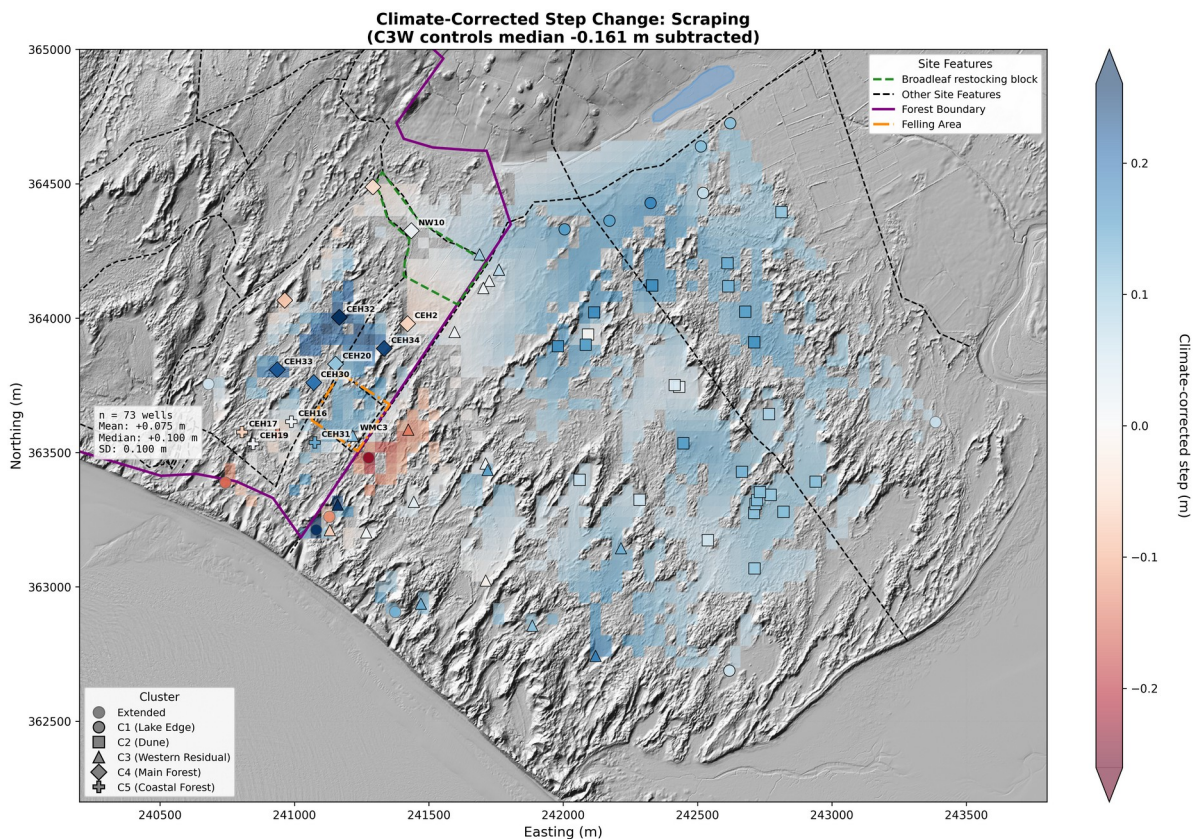 Climate-Corrected Step Change: Scraping
(C3W controls median -0.161 m subtracted)
365000
364500
364000
363500
363000
362500
Northing (m)
240500
241000
241500
242000
242500
243000
243500
Easting (m)
Site Features
Broadleaf restocking block
Other Site Features
Forest Boundary
Felling Area
NW10
CEH32
CEH2
CEH34
CEH20
CEH33
CEH30
CEH16
CEH17
CEH19
CEH31
WMC3
n = 73 wells
Mean: +0.075 m
Median: +0.100 m
SD: 0.100 m
Cluster
Extended
C1 (Lake Edge)
C2 (Dune)
C3 (Western Residual)
C4 (Main Forest)
C5 (Coastal Forest)
0.2
0.1
0.0
−0.1
−0.2
Climate-corrected step (m)